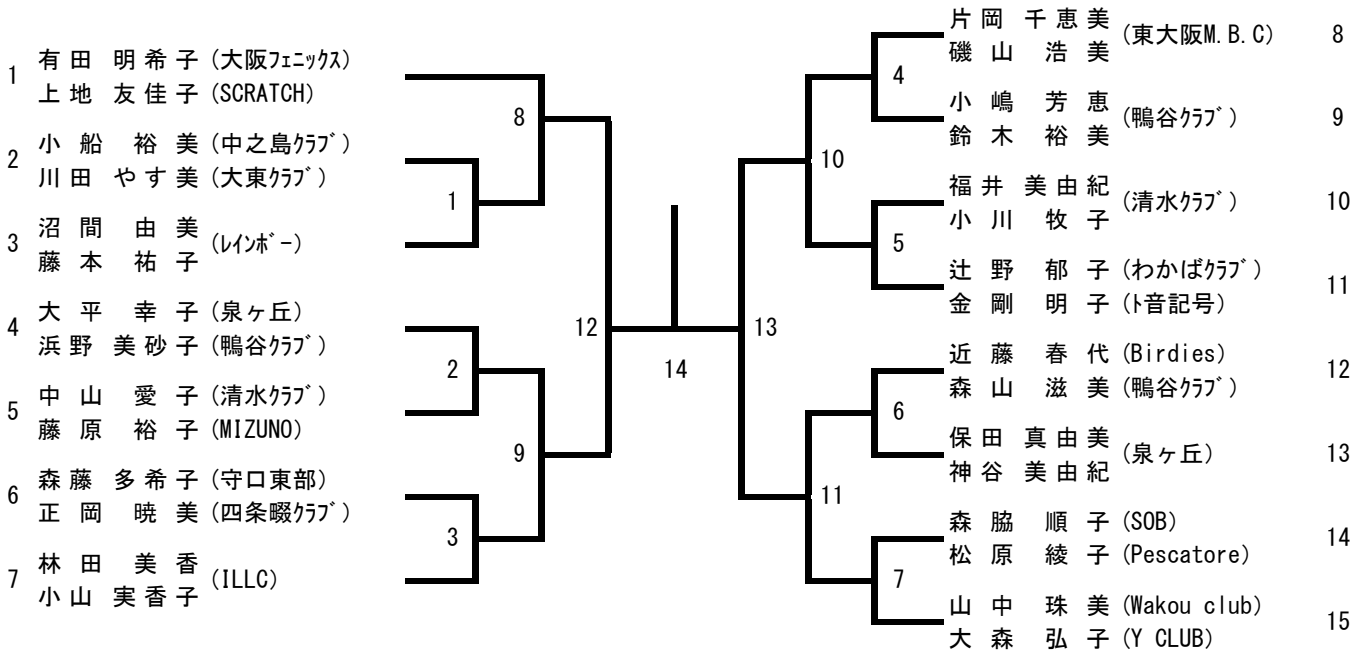 1
有田 明希子 (大阪ﾌｪﾆｯｸｽ)
上地 友佳子 (SCRATCH)
2
小船 裕美 (中之島ｸﾗﾌﾞ)
川田 やす美 (大東ｸﾗﾌﾞ)
3
沼間 由美
藤本 祐子
(ﾚｲﾝﾎﾞｰ)
4
大平 幸子 (泉ヶ丘)
浜野 美砂子 (鴨谷ｸﾗﾌﾞ)
5
中山 愛子 (清水ｸﾗﾌﾞ)
藤原 裕子 (MIZUNO)
6
森藤 多希子 (守口東部)
正岡 暁美 (四条畷ｸﾗﾌﾞ)
7
林田 美香
小山 実香子
(ILLC)
8
1
2
9
3
12
14
13
10
4
5
11
6
7
片岡 千恵美
磯山 浩美
(東大阪M.B.C)
8
小嶋 芳恵
鈴木 裕美
(鴨谷ｸﾗﾌﾞ)
9
福井 美由紀
小川 牧子
(清水ｸﾗﾌﾞ)
10
辻野 郁子 (わかばｸﾗﾌﾞ)
金剛 明子 (ﾄ音記号)
11
近藤 春代 (Birdies)
森山 滋美 (鴨谷ｸﾗﾌﾞ)
12
保田 真由美
神谷 美由紀
(泉ヶ丘)
13
森脇 順子 (SOB)
松原 綾子 (Pescatore)
14
山中 珠美 (Wakou club)
大森 弘子 (Y CLUB)
15